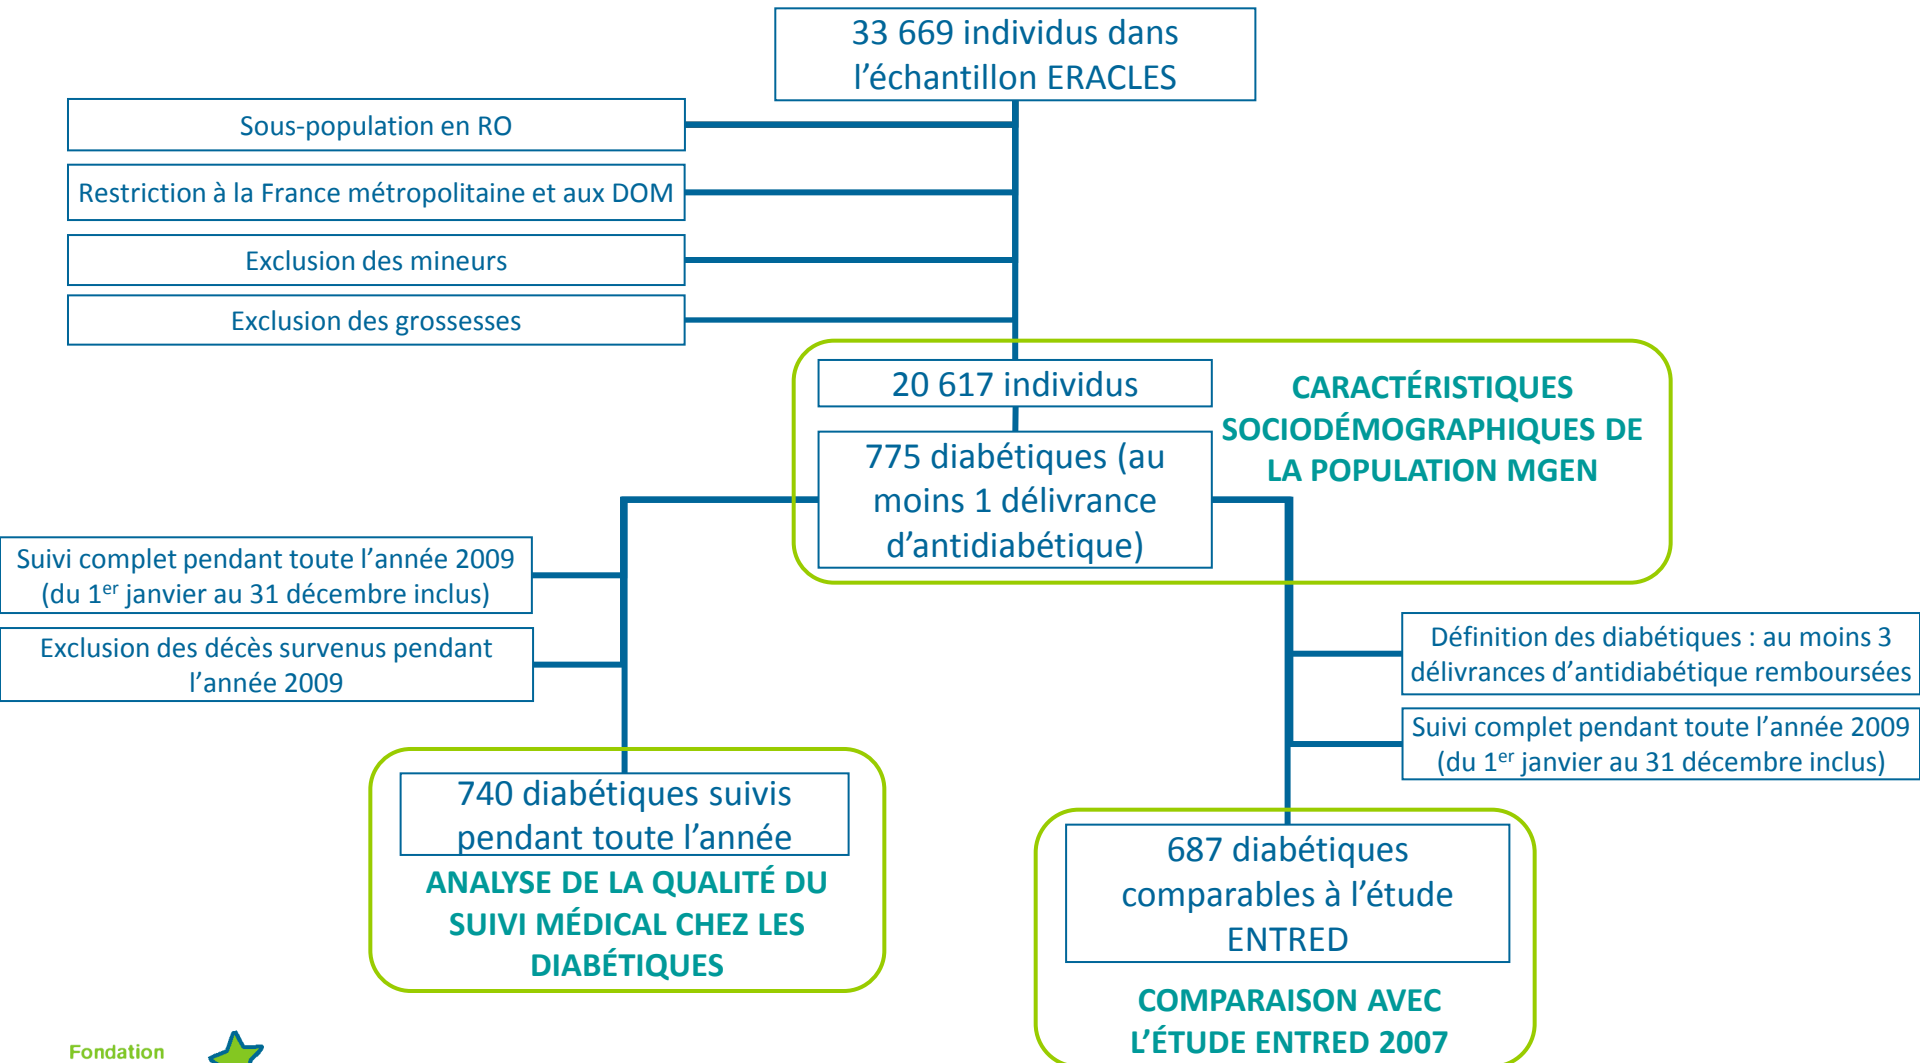 33 669 individus dans
l'échantillon ERACLES
Sous-population en RO
Restriction à la France métropolitaine et aux DOM
Exclusion des mineurs
Exclusion des grossesses
20 617 individus
CARACTÉRISTIQUES
SOCIODÉMOGRAPHIQUES DE
LA POPULATION MGEN
775 diabétiques (au
moins 1 délivrance
d'antidiabétique)
Suivi complet pendant toute l'année 2009
(du 1er janvier au 31 décembre inclus)
Exclusion des décès survenus pendant
l'année 2009
Définition des diabétiques : au moins 3
délivrances d'antidiabétique remboursées
Suivi complet pendant toute l'année 2009
(du 1er janvier au 31 décembre inclus)
740 diabétiques suivis
pendant toute l'année
ANALYSE DE LA QUALITÉ DU
SUIVI MÉDICAL CHEZ LES
DIABÉTIQUES
687 diabétiques
comparables à l'étude
ENTRED
COMPARAISON AVEC
L'ÉTUDE ENTRED 2007
Fondation